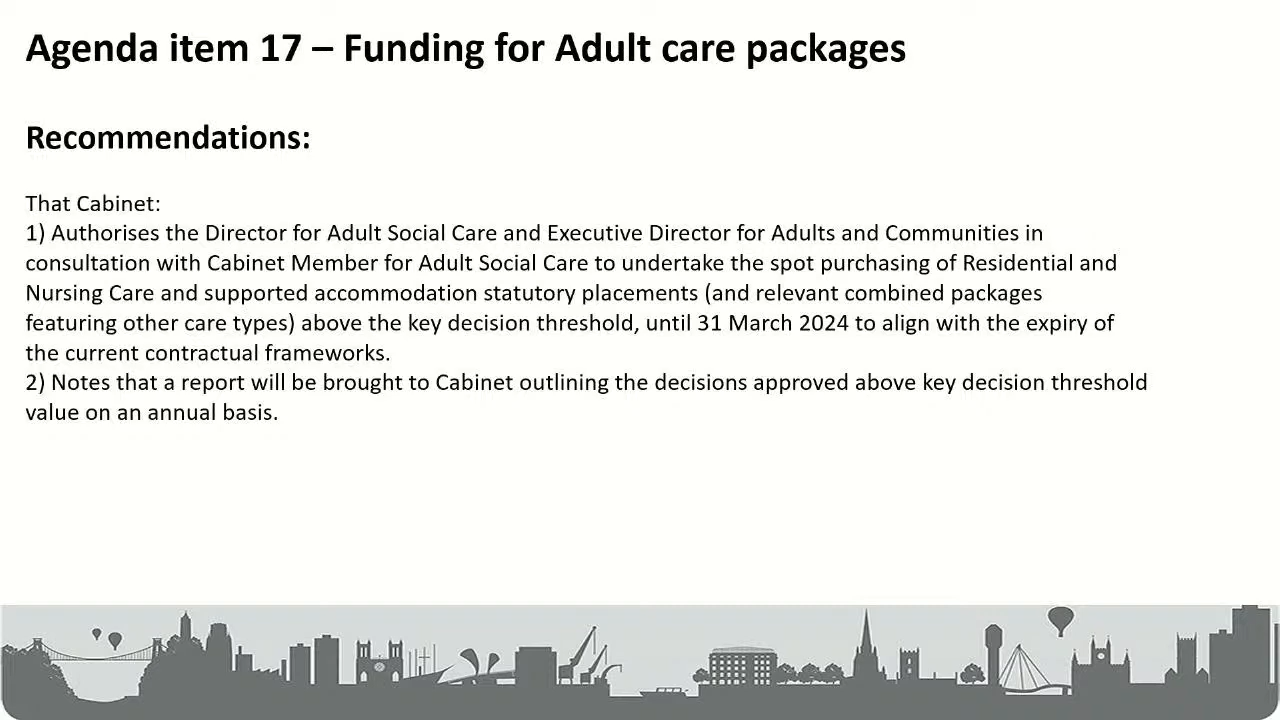 Agenda item 17 – Funding for Adult care packages
Recommendations:
That Cabinet:
1) Authorises the Director for Adult Social Care and Executive Director for Adults and Communities in
consultation with Cabinet Member for Adult Social Care to undertake the spot purchasing of Residential and
Nursing Care and supported accommodation statutory placements (and relevant combined packages
featuring other care types) above the key decision threshold, until 31 March 2024 to align with the expiry of
the current contractual frameworks.
2) Notes that a report will be brought to Cabinet outlining the decisions approved above key decision threshold
value on an annual basis.